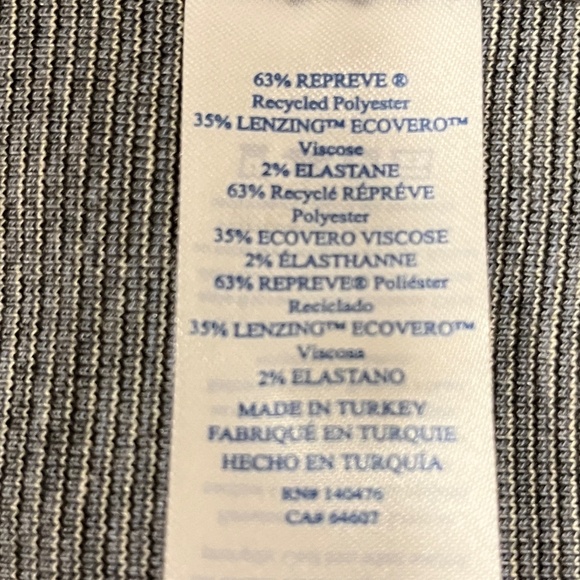 63% REPREVE ®
Recycled Polyester
35% LENZING™ ECOVERO™
Viscose
2% ELASTANE
63% Recyclé RÉPRÉVE
Polyester
35% ECOVERO VISCOSE
2% ÉLASTHANNE
63% REPREVE® Poliéster
Reciclado
35% LENZING™ ECOVERO™
Viscosa
2% ELASTANO
MADE IN TURKEY
FABRIQUÉ EN TURQUIE
HECHO EN TURQUÍA
RN# 140476
CA# 64607